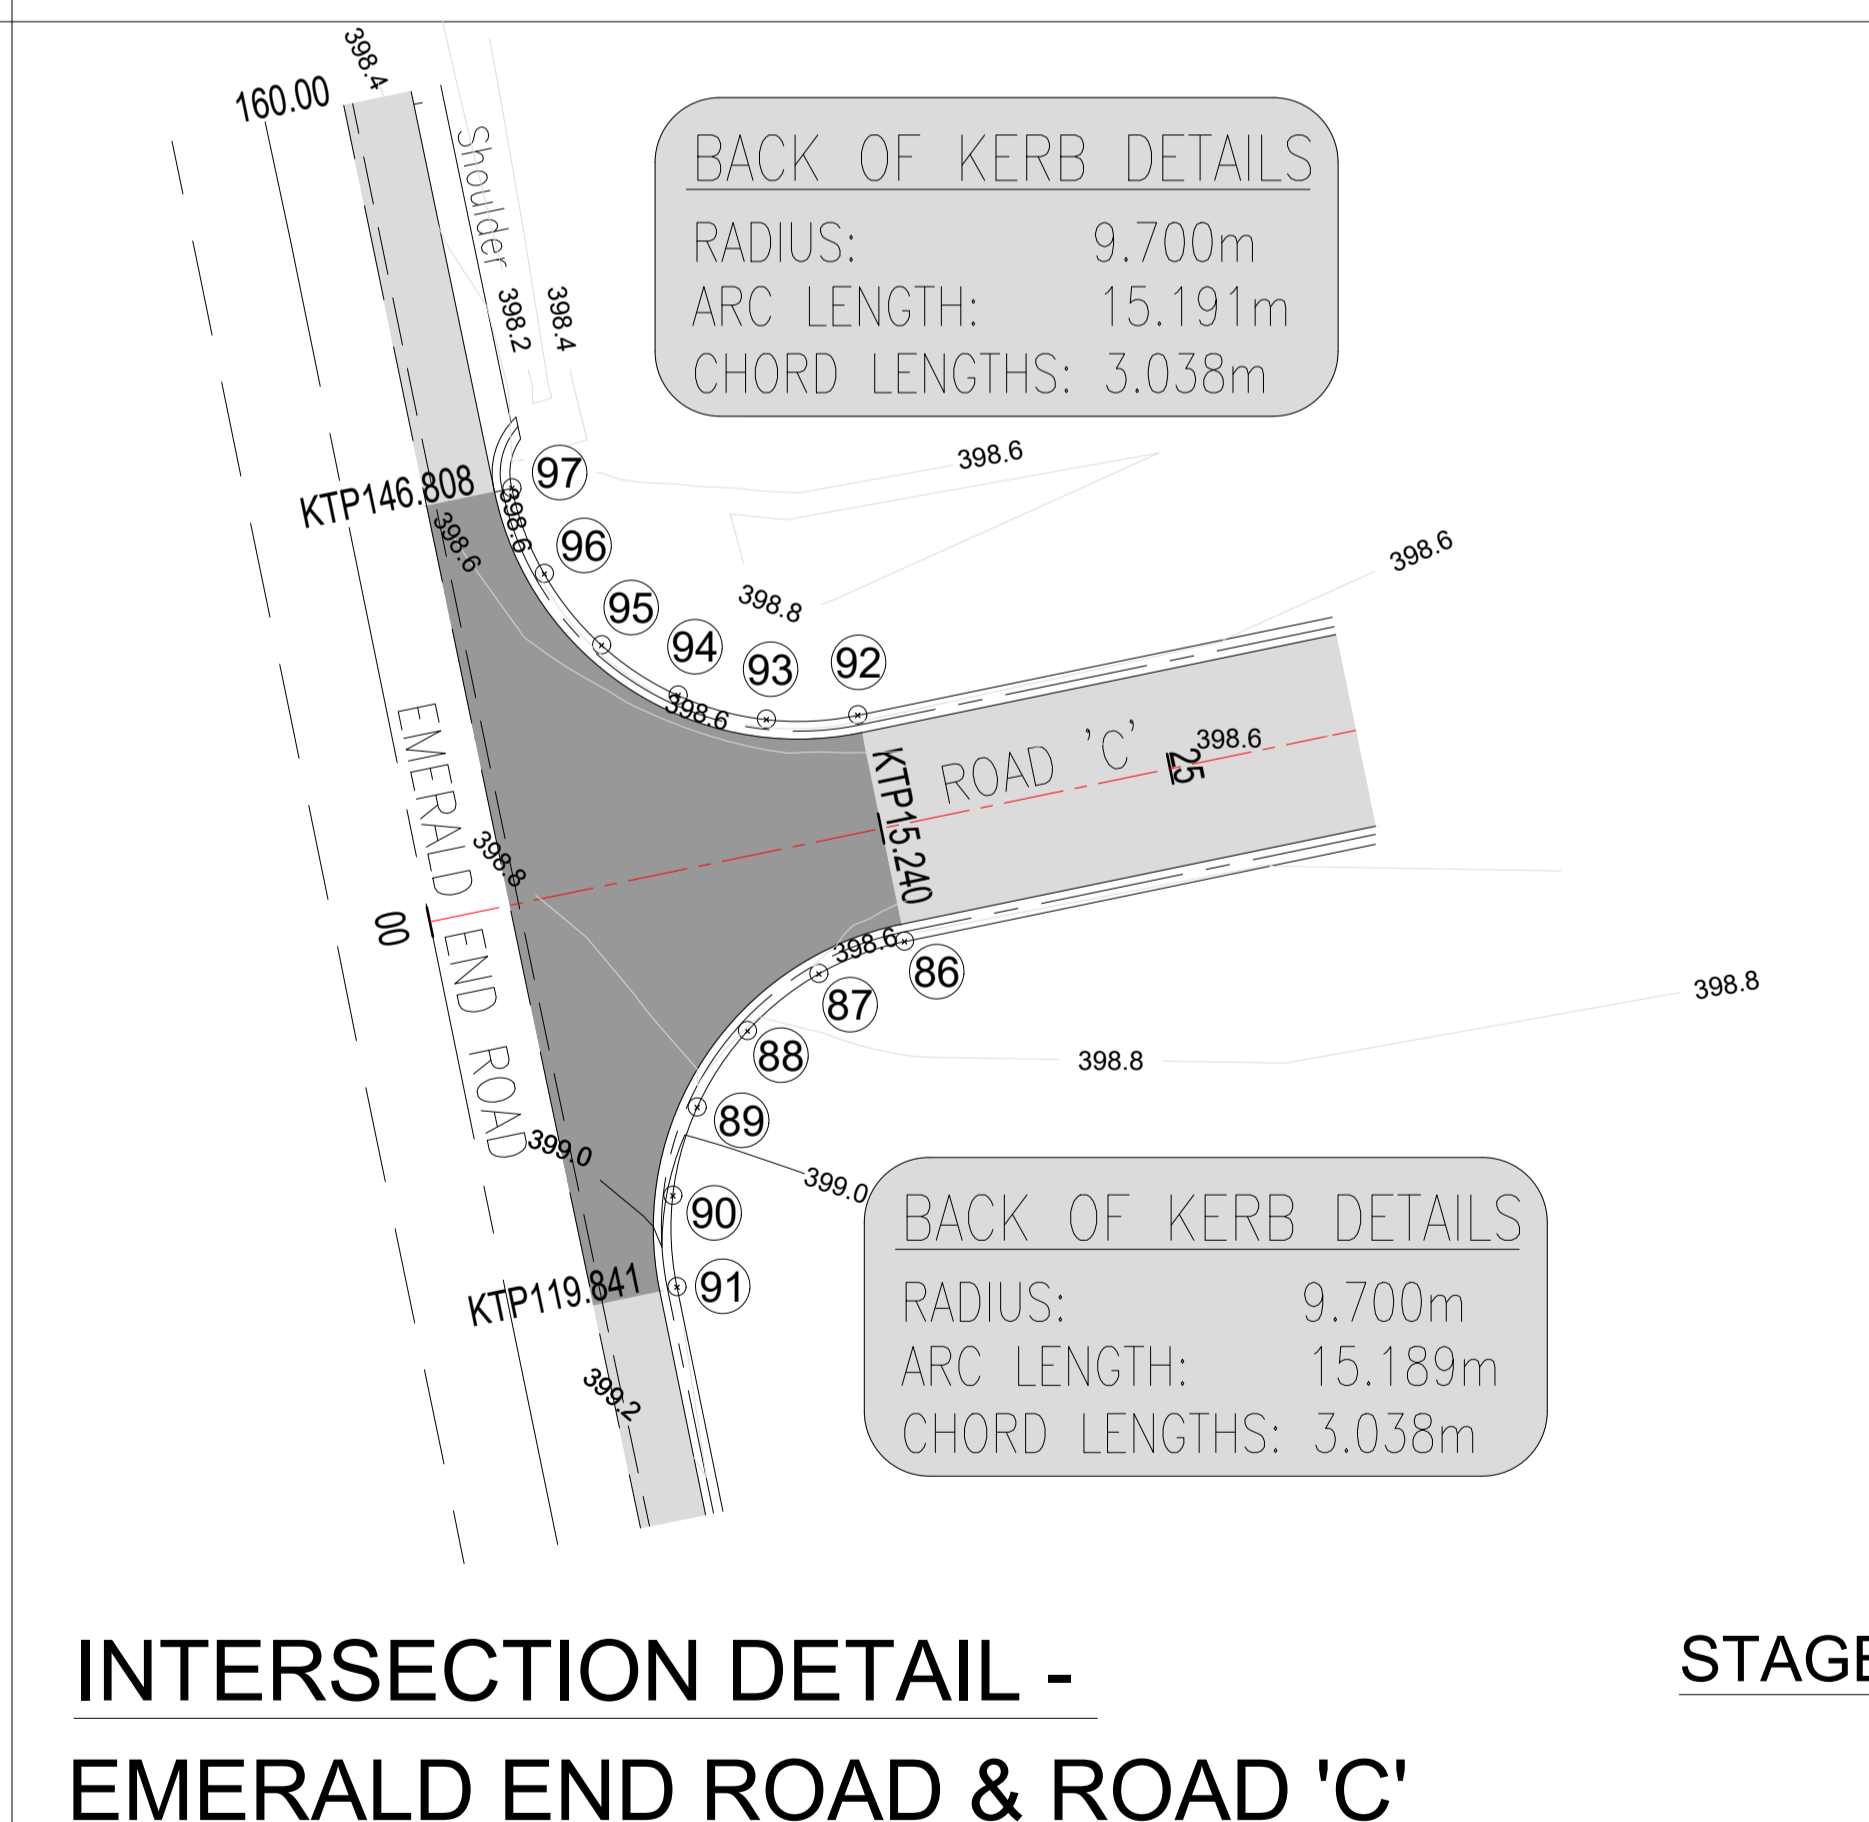 398.4
160.00
Shoulder
BACK OF KERB DETAILS
RADIUS: 9.700m
ARC LENGTH: 15.191m
CHORD LENGTHS: 3.038m
398.2
398.4
398.6
97
KTP146.808
398.6
398.6
96
398.6
95
398.8
94
93
92
398.6
ROAD 'C'
25
398.6
KTP15.240
EMERALD END ROAD
398.8
00
398.6
86
87
398.8
88
398.8
89
399.0
399.0
90
91
KTP119.841
399.2
BACK OF KERB DETAILS
RADIUS: 9.700m
ARC LENGTH: 15.189m
CHORD LENGTHS: 3.038m
INTERSECTION DETAIL -
EMERALD END ROAD & ROAD 'C'
STAGE